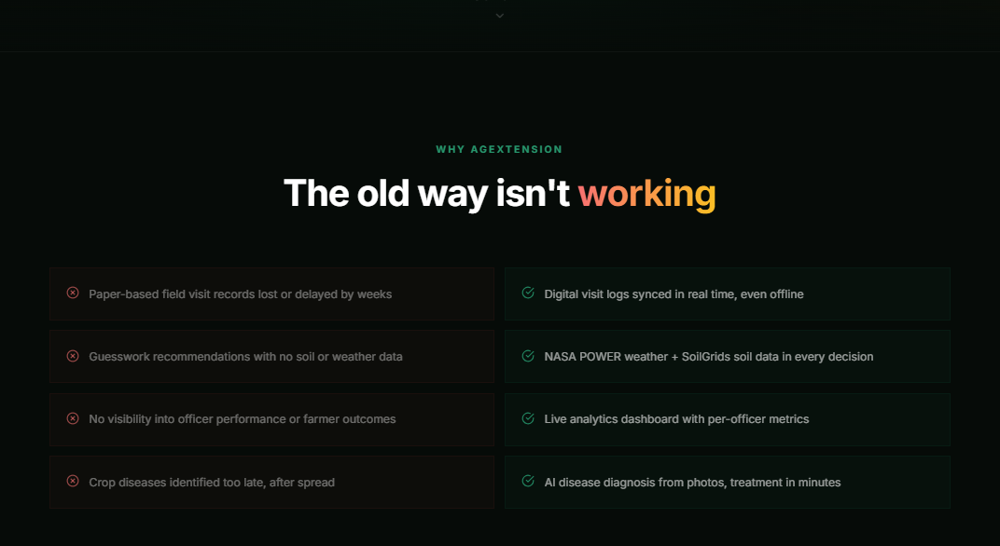 WHY AGEXTENSION
The old way isn't working
Paper-based field visit records lost or delayed by weeks
Digital visit logs synced in real time, even offline
Guesswork recommendations with no soil or weather data
NASA POWER weather + SoilGrids soil data in every decision
No visibility into officer performance or farmer outcomes
Live analytics dashboard with per-officer metrics
Crop diseases identified too late, after spread
AI disease diagnosis from photos, treatment in minutes